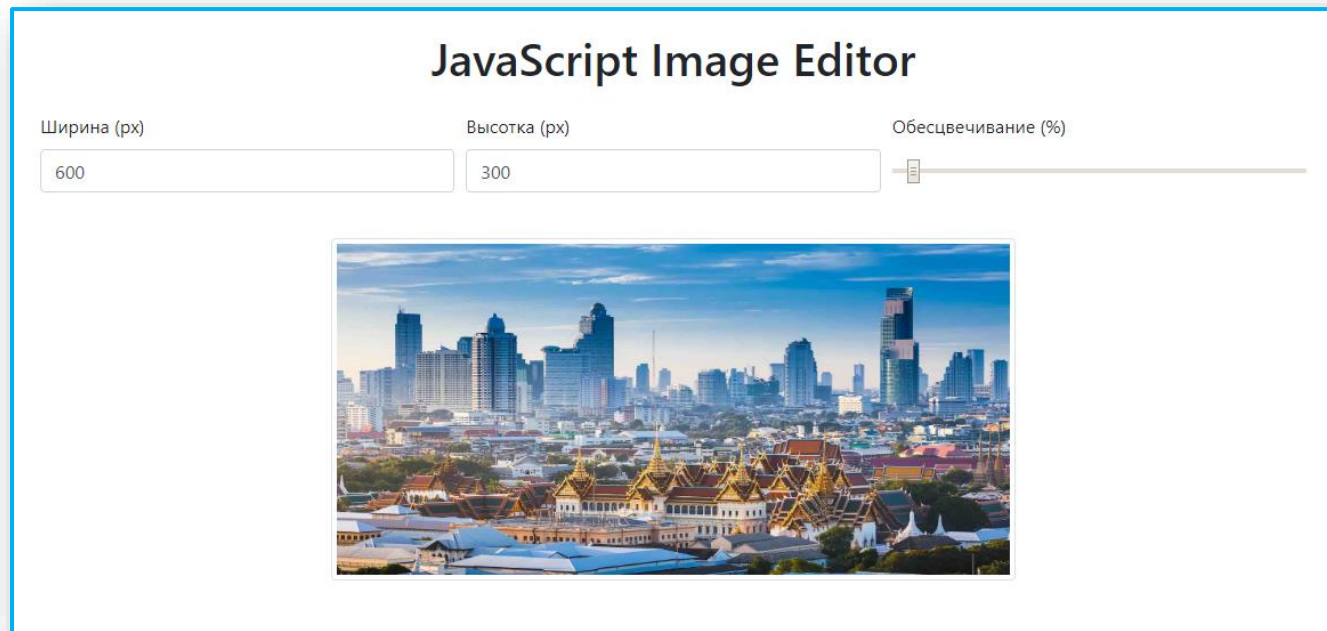 JavaScript Image Editor
Ширина (px)
Высотка (px)
Обесцвечивание (%)
600
300